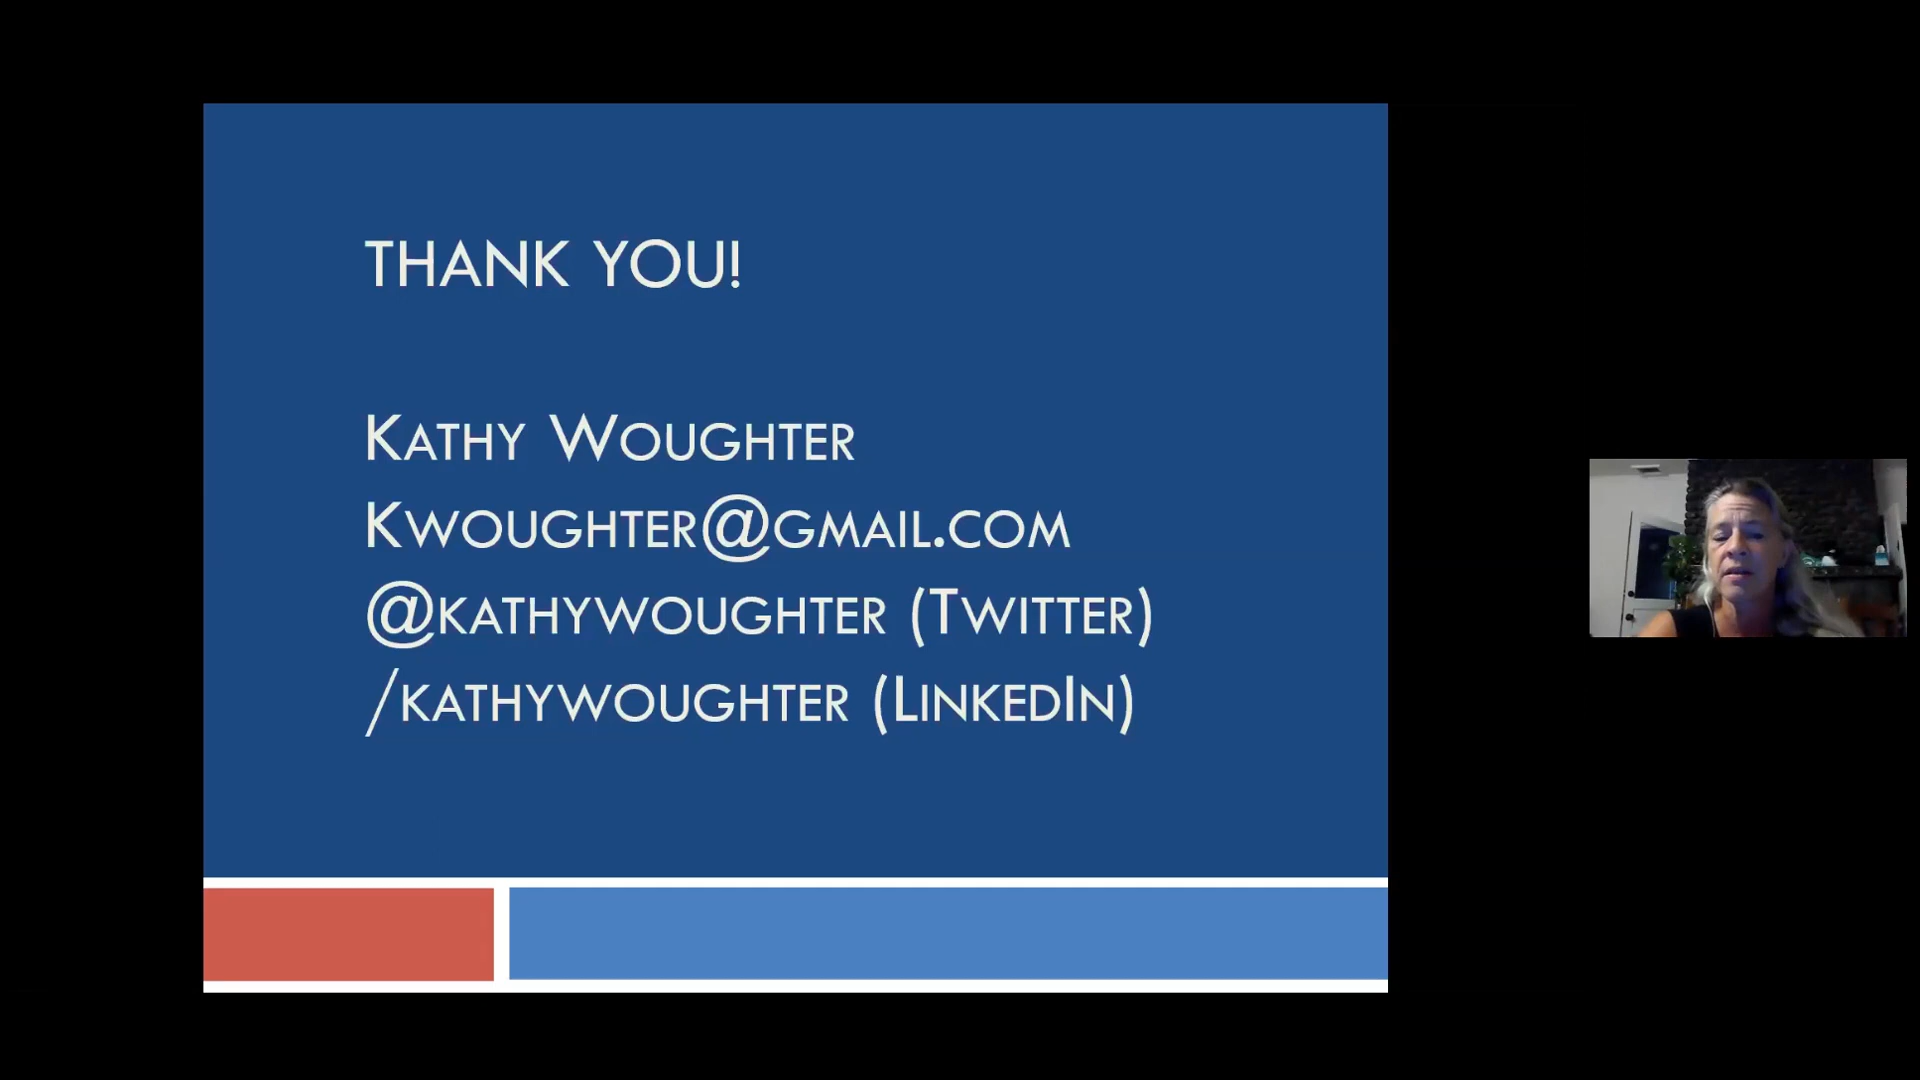 THANK YOU!
KATHY WOUGHTER
KWOUGHTER@GMAIL.COM
@KATHYWOUGHTER (TWITTER)
/KATHYWOUGHTER (LINKEDIN)